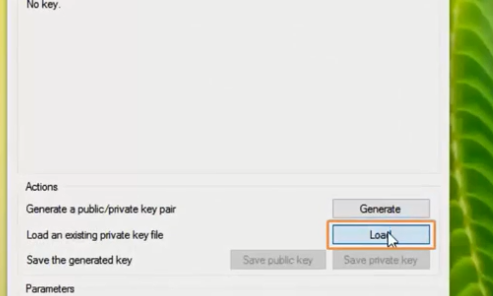 No key.
Actions
Generate a public/private key pair Generate
Load an existing private key file Load
Save the generated key Save public key Save private key
Parameters